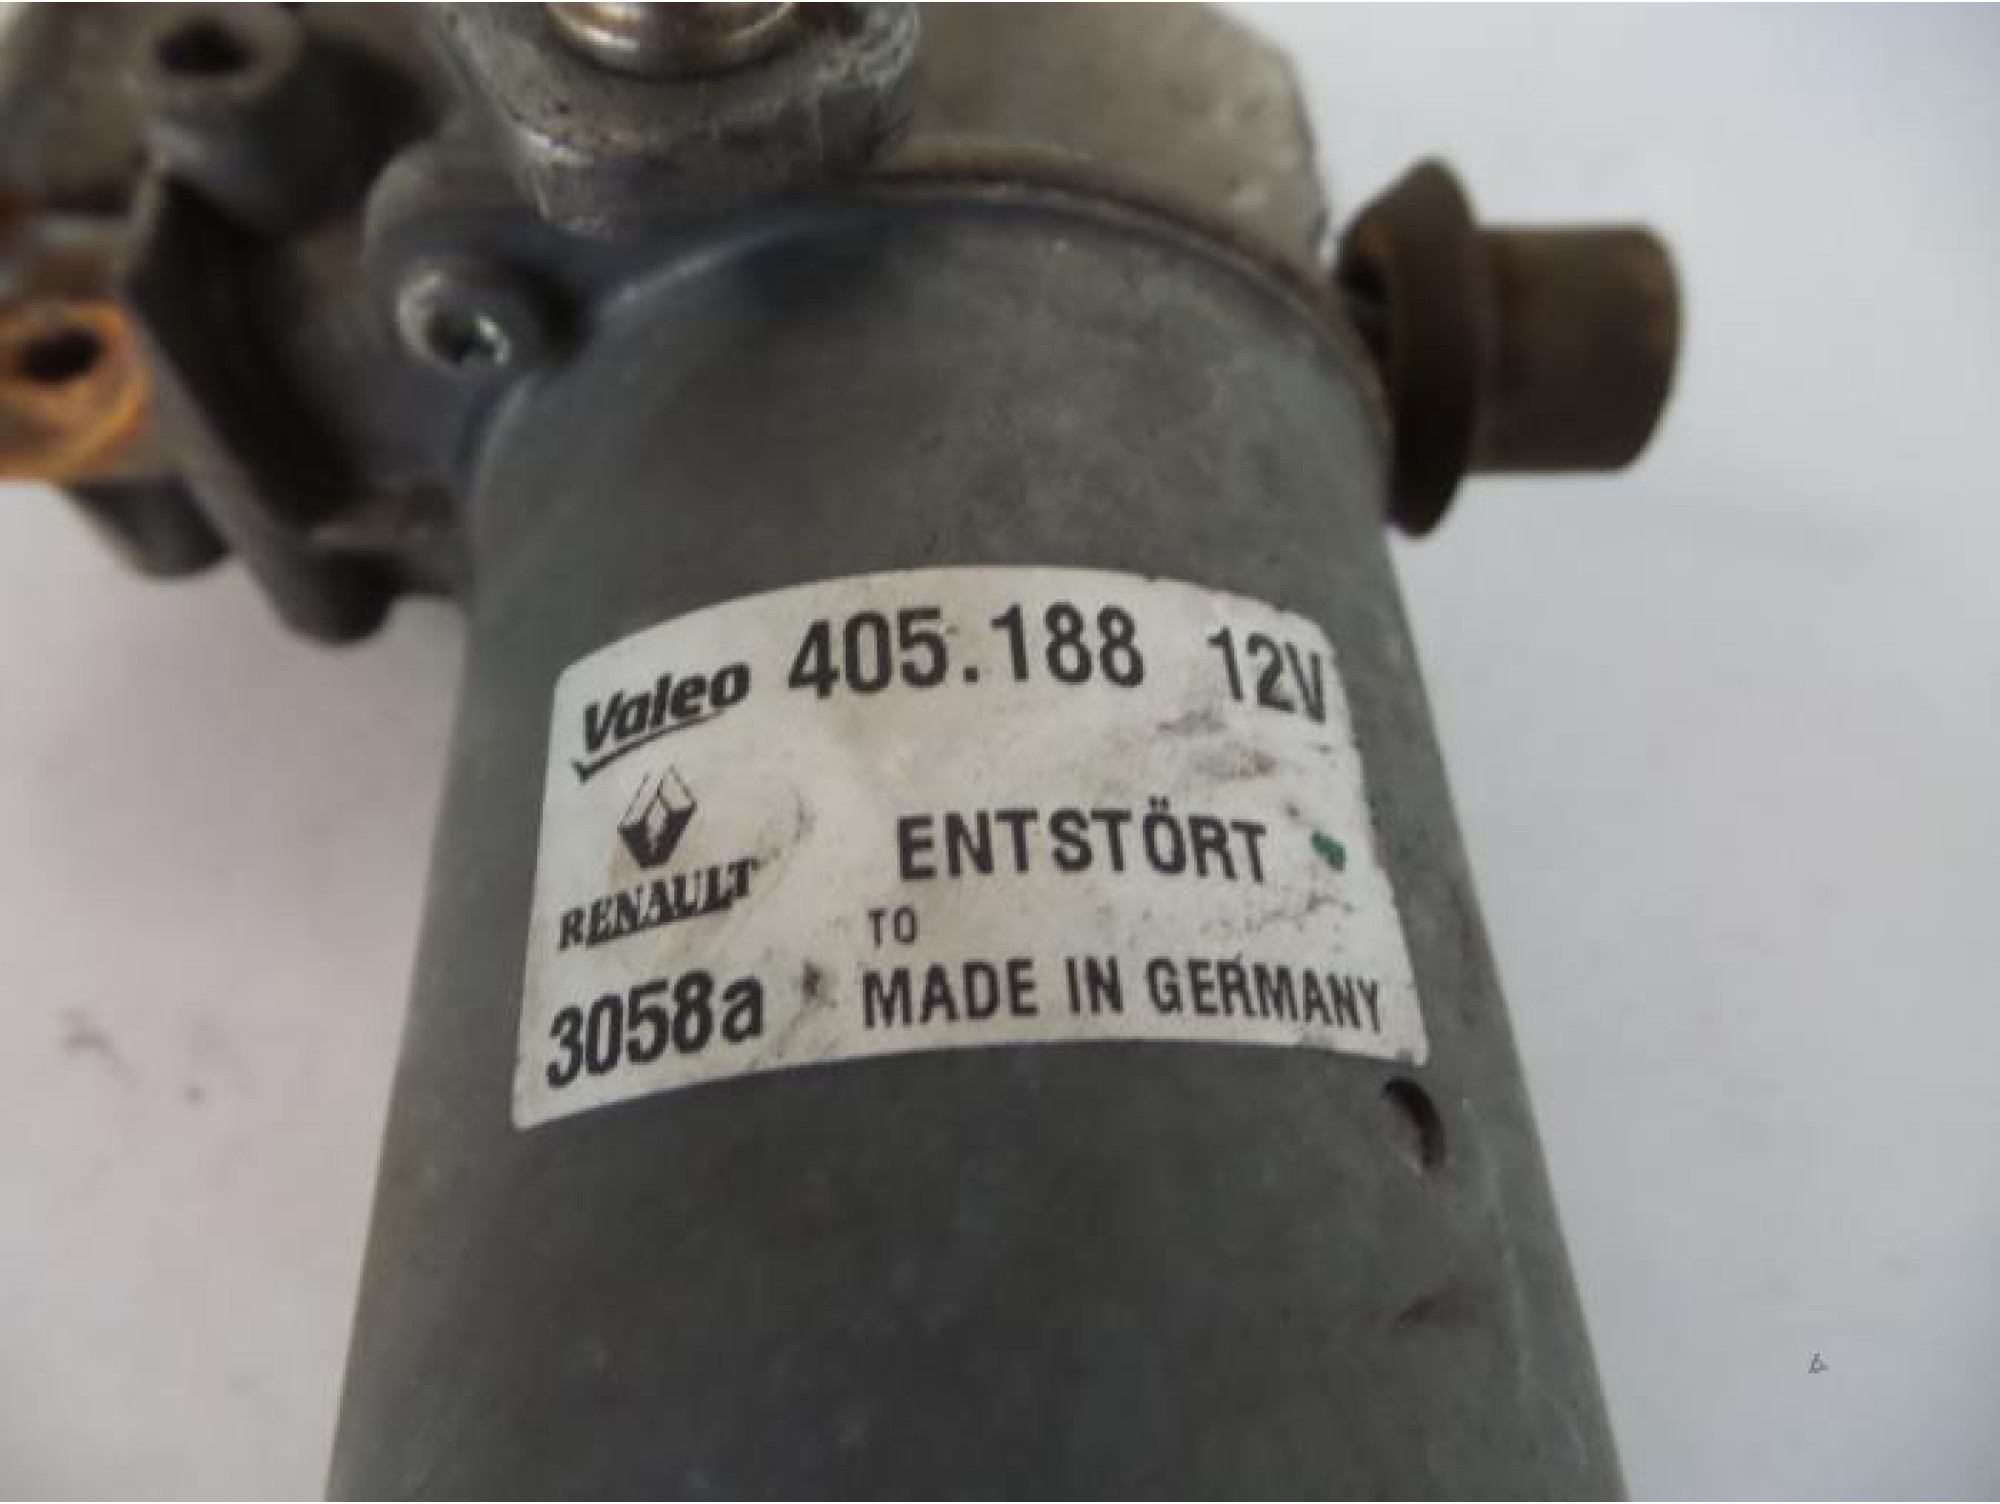 Valeo 405.188 12V
RENAULT ENTSTÖRT
TO
3058a MADE IN GERMANY